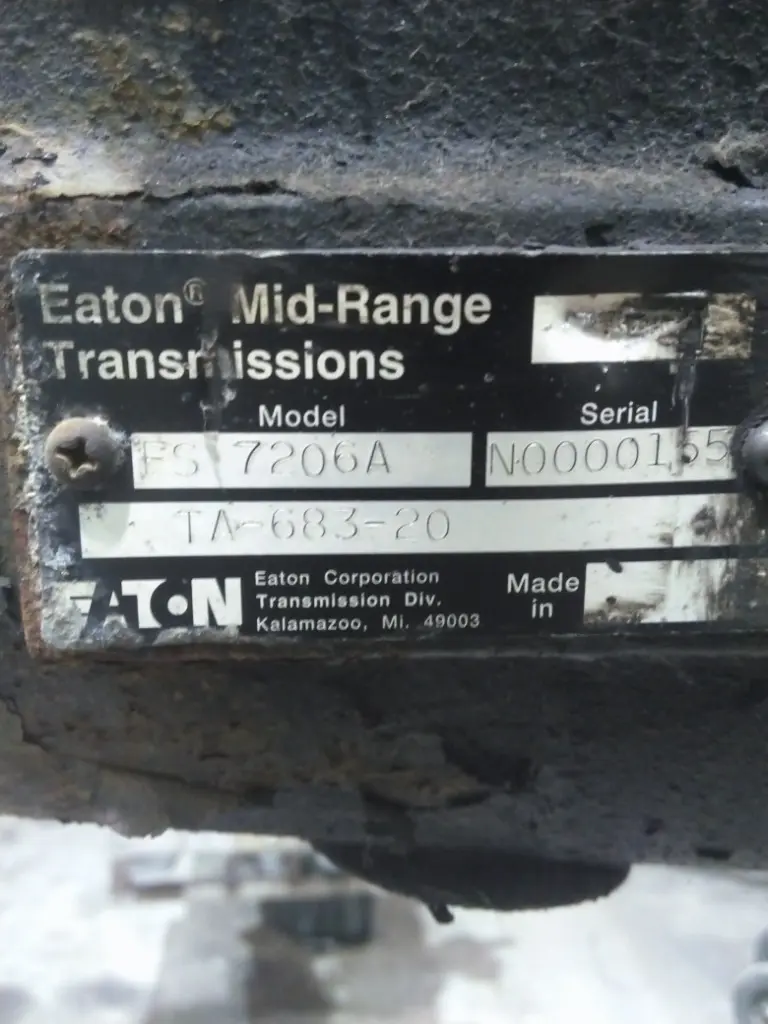 Eaton® Mid-Range
Transmissions
Model Serial
FS 7206A N0000155
TA-683-20
EATON
Eaton Corporation
Transmission Div.
Kalamazoo, Mi. 49003
Made
in